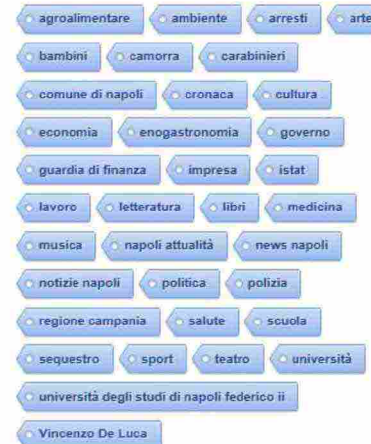 agroalimentare ambiente arresti arte
bambini camorra carabinieri
comune di napoli cronaca cultura
economia enogastronomia governo
guardia di finanza impresa istat
lavoro letteratura libri medicina
musica napoli attualità news napoli
notizie napoli politica polizia
regione campania salute scuola
sequestro sport teatro università
università degli studi di napoli federico ii
Vincenzo De Luca